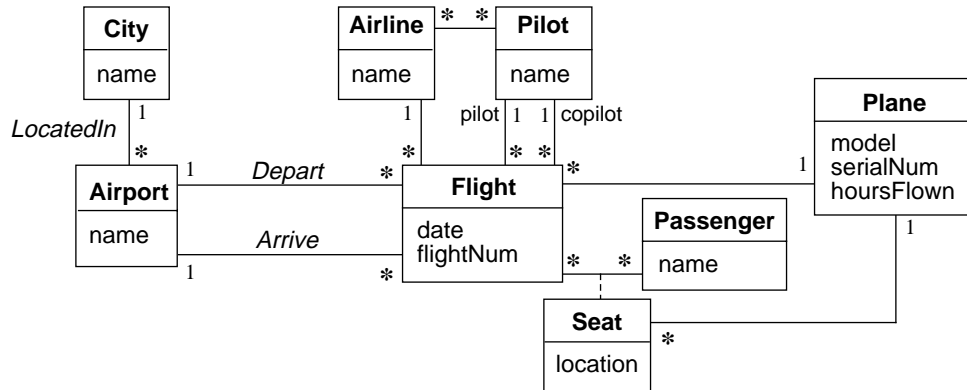 City
name
Airline
name
* *
Pilot
name
1
LocatedIn
*
1
*
pilot
1
*
1
copilot
*
Plane
model
serialNum
hoursFlown
Airport
name
1
Depart
*
1
Arrive
*
Flight
date
flightNum
*
1
Passenger
name
* *
1
Seat
location
*